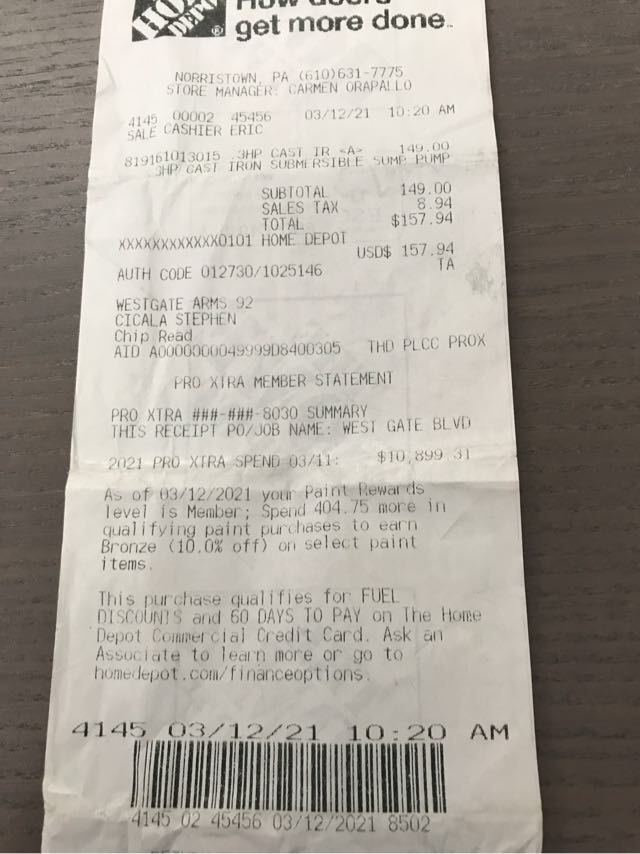 THE HOME DEPOT ®
How doers
get more done.
NORRISTOWN, PA (610)631-7775
STORE MANAGER: CARMEN ORAPALLO
4145 00002 45456 03/12/21 10:20 AM
SALE CASHIER ERIC
819161013015 .3HP CAST IR <A> 149.00
.3HP CAST IRON SUBMERSIBLE SUMP PUMP
SUBTOTAL 149.00
SALES TAX 8.94
TOTAL $157.94
XXXXXXXXXXXX0101 HOME DEPOT
USD$ 157.94
AUTH CODE 012730/1025146 TA
WESTGATE ARMS 92
CICALA STEPHEN
Chip Read
AID A0000000049999D8400305 THD PLCC PROX
PRO XTRA MEMBER STATEMENT
PRO XTRA ###-###-8030 SUMMARY
THIS RECEIPT PO/JOB NAME: WEST GATE BLVD
2021 PRO XTRA SPEND 03/11: $10,899.31
As of 03/12/2021 your Paint Rewards
level is Member; Spend 404.75 more in
qualifying paint purchases to earn
Bronze (10.0% off) on select paint
items.
This purchase qualifies for FUEL
DISCOUNTS and 60 DAYS TO PAY on The Home
Depot Commercial Credit Card. Ask an
Associate to learn more or go to
homedepot.com/financeoptions.
4145 03/12/21 10:20 AM
4145 02 45456 03/12/2021 8502